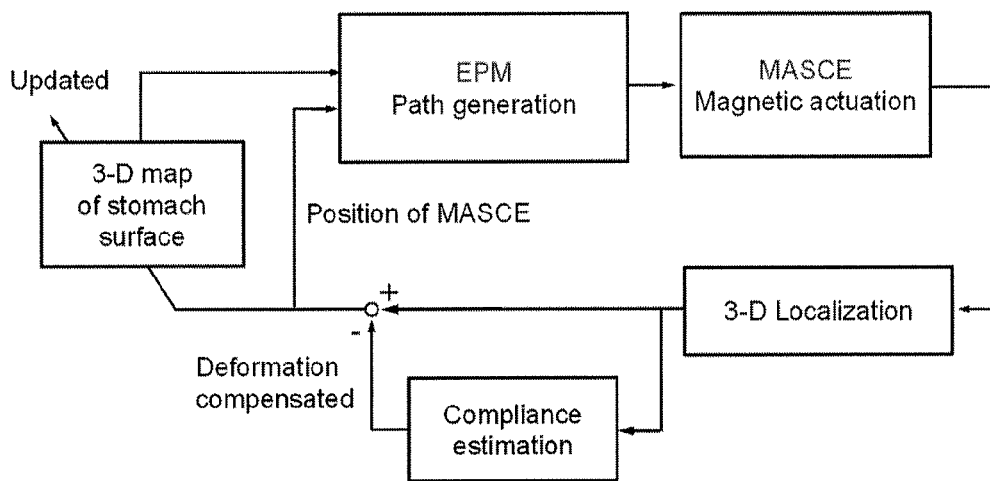 Updated
EPM
Path generation
MASCE
Magnetic actuation
3-D map
of stomach
surface
Position of MASCE
+
-
3-D Localization
Deformation
compensated
Compliance
estimation